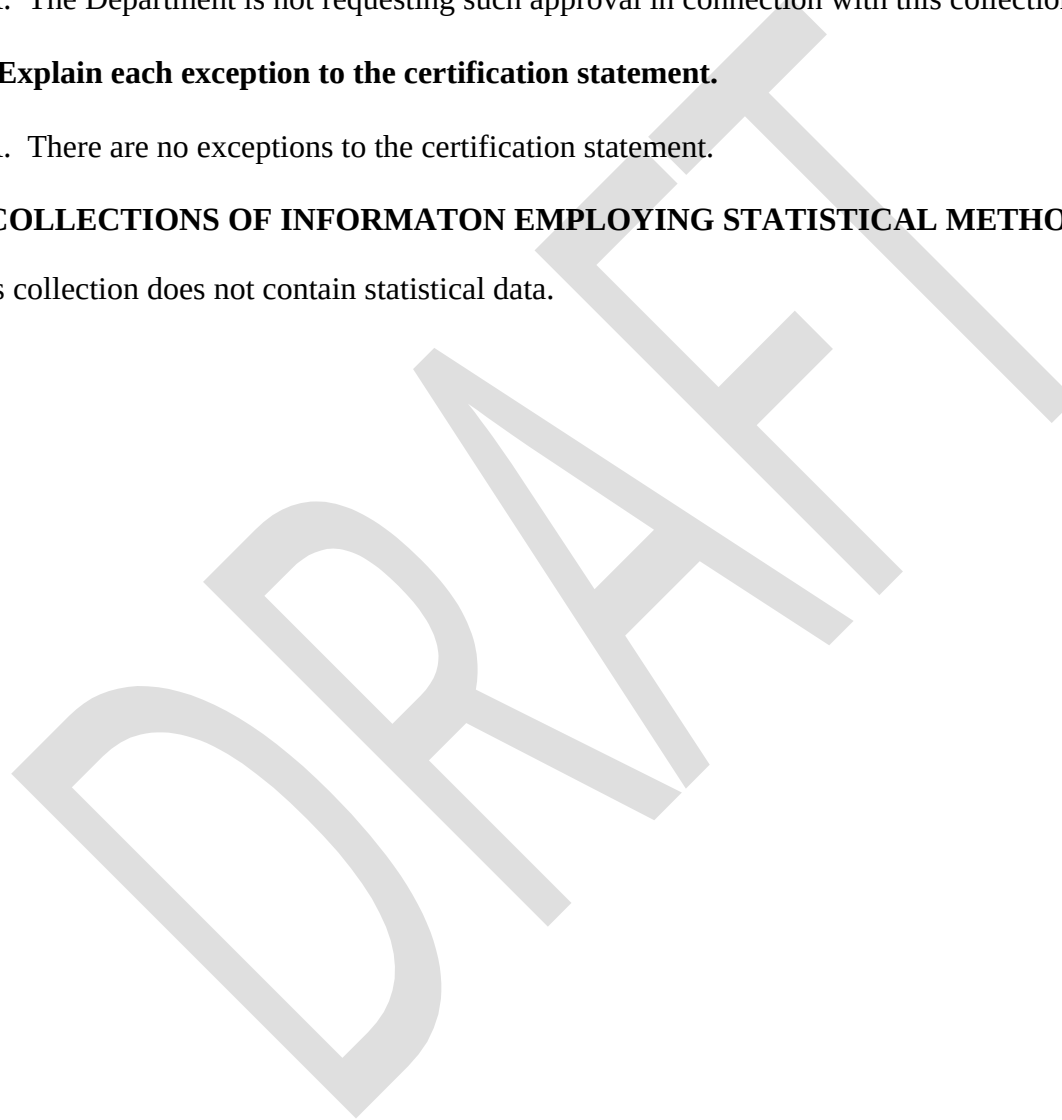 . The Department is not requesting such approval in connection with this collection
Explain each exception to the certification statement.
. There are no exceptions to the certification statement.
COLLECTIONS OF INFORMATON EMPLOYING STATISTICAL METHO
s collection does not contain statistical data.
DRAFT